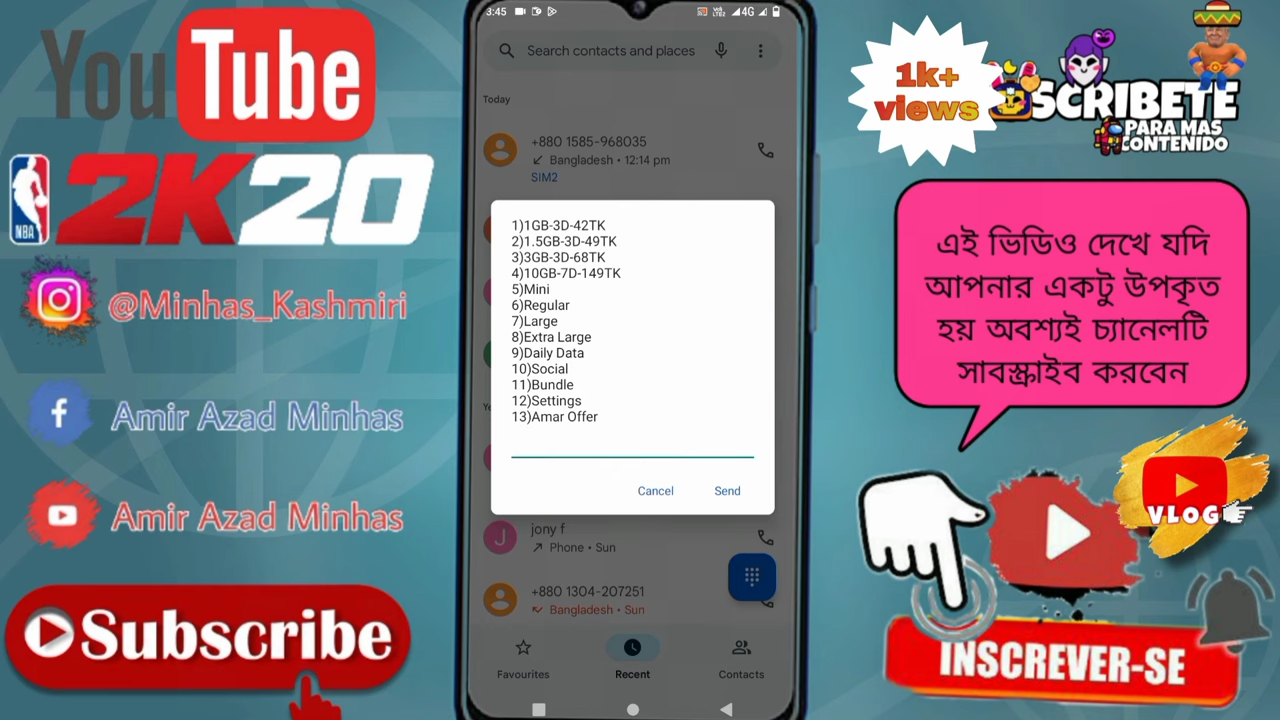 YouTube
NBA
2K20
@Minhas_Kashmiri
Amir Azad Minhas
Amir Azad Minhas
Subscribe
3:45
4G
Search contacts and places
Today
+880 1585-968035
Bangladesh • 12:14 pm
SIM2
1)1GB-3D-42TK
2)1.5GB-3D-49TK
3)3GB-3D-68TK
4)10GB-7D-149TK
5)Mini
6)Regular
7)Large
8)Extra Large
9)Daily Data
10)Social
11)Bundle
12)Settings
13)Amar Offer
Cancel
Send
jony f
J
Phone • Sun
+880 1304-207251
Bangladesh • Sun
Favourites
Recent
Contacts
1k+
views
SCRIBETE
PARA MAS
CONTENIDO
এই ভিডিও দেখে যদি
আপনার একটু উপকৃত
হয় অবশ্যই চ্যানেলটি
সাবস্ক্রাইব করবেন
VLOG
INSCREVER-SE